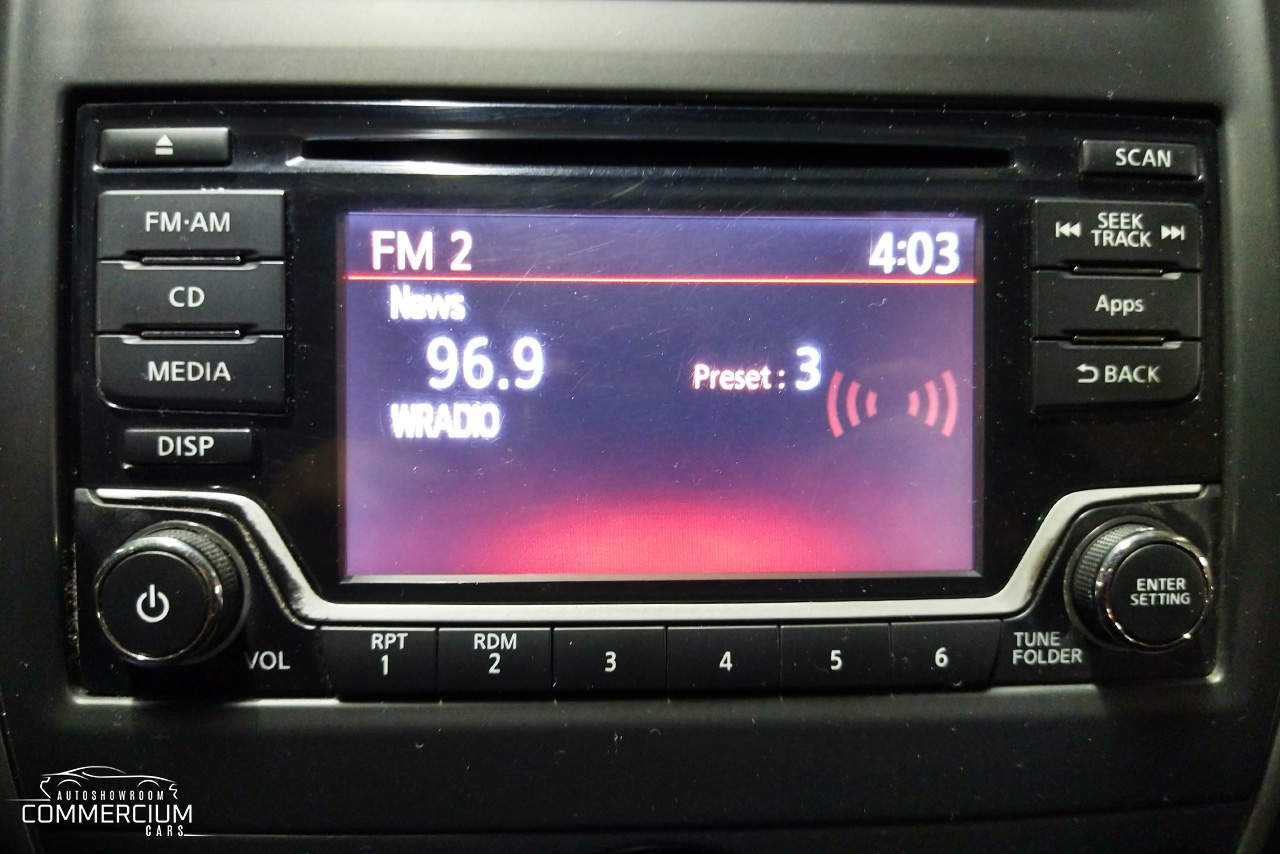 SCAN
FM·AM
SEEK
TRACK
CD
Apps
MEDIA
BACK
DISP
FM 2
4:03
News
96.9
Preset : 3
WRADIO
ENTER
SETTING
VOL
RPT
1
RDM
2
3
4
5
6
TUNE
FOLDER
AUTOSHOWROOM
COMMERCIUM
CARS